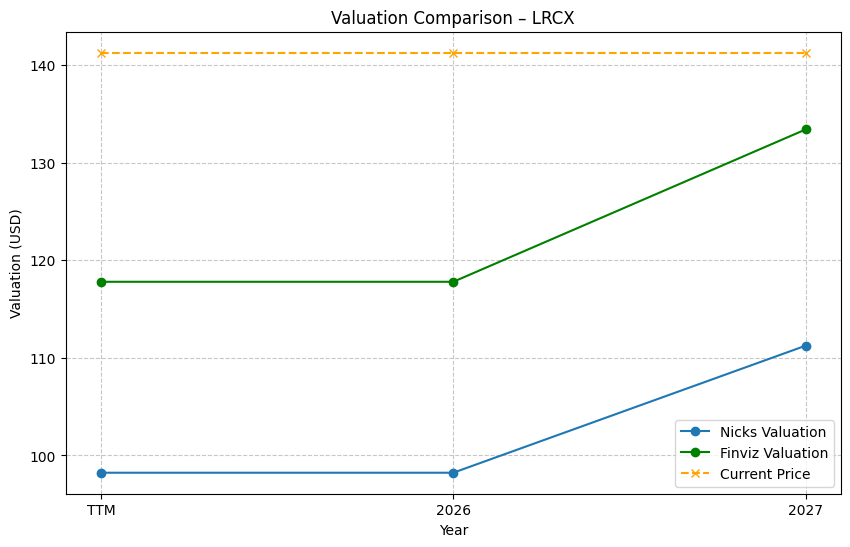 Valuation Comparison – LRCX
Valuation (USD)
140
130
120
110
100
TTM
2026
2027
Year
Nicks Valuation
Finviz Valuation
Current Price